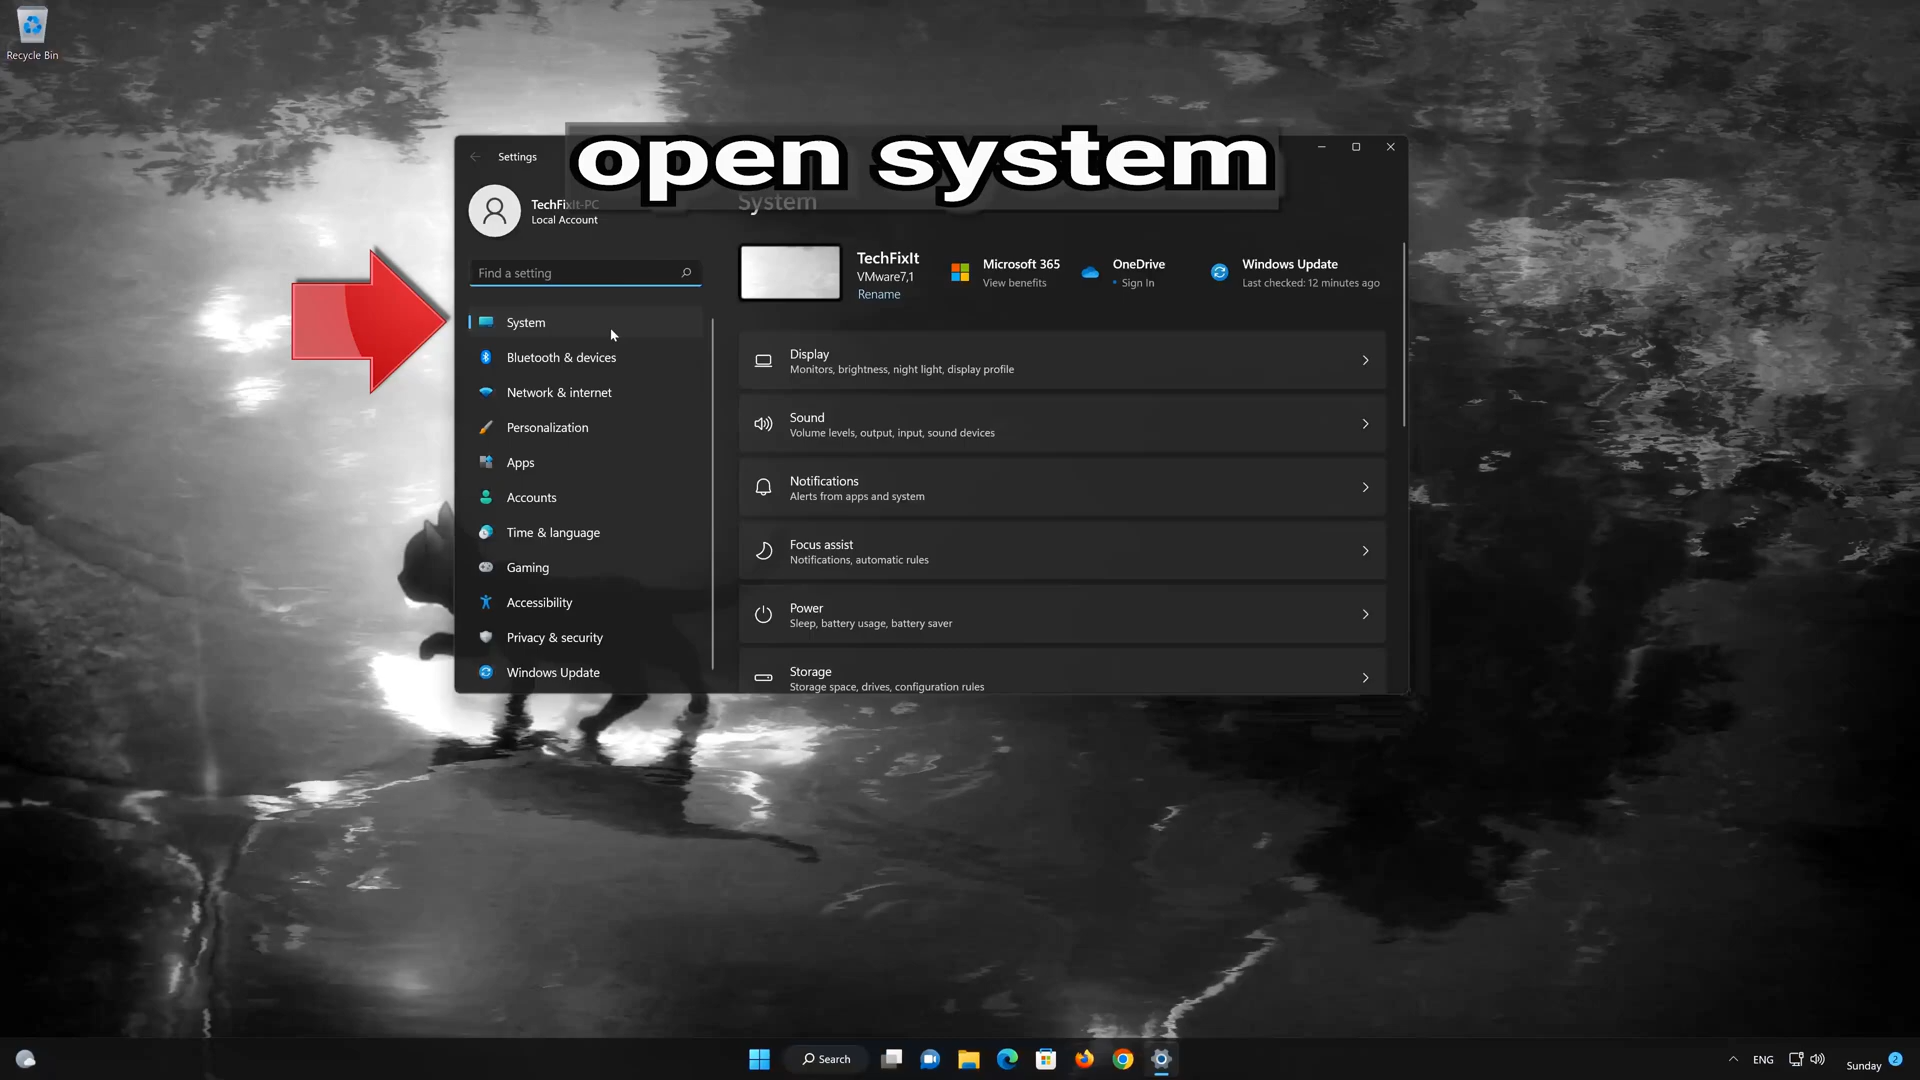 Recycle Bin
open system
Settings
TechFixIt-PC
Local Account
System
Find a setting
System
Bluetooth & devices
Network & internet
Personalization
Apps
Accounts
Time & language
Gaming
Accessibility
Privacy & security
Windows Update
TechFixIt
VMware7,1
Rename
Microsoft 365
View benefits
OneDrive
• Sign In
Windows Update
Last checked: 12 minutes ago
Display
Monitors, brightness, night light, display profile
Sound
Volume levels, output, input, sound devices
Notifications
Alerts from apps and system
Focus assist
Notifications, automatic rules
Power
Sleep, battery usage, battery saver
Storage
Storage space, drives, configuration rules
Search
ENG
Sunday
2